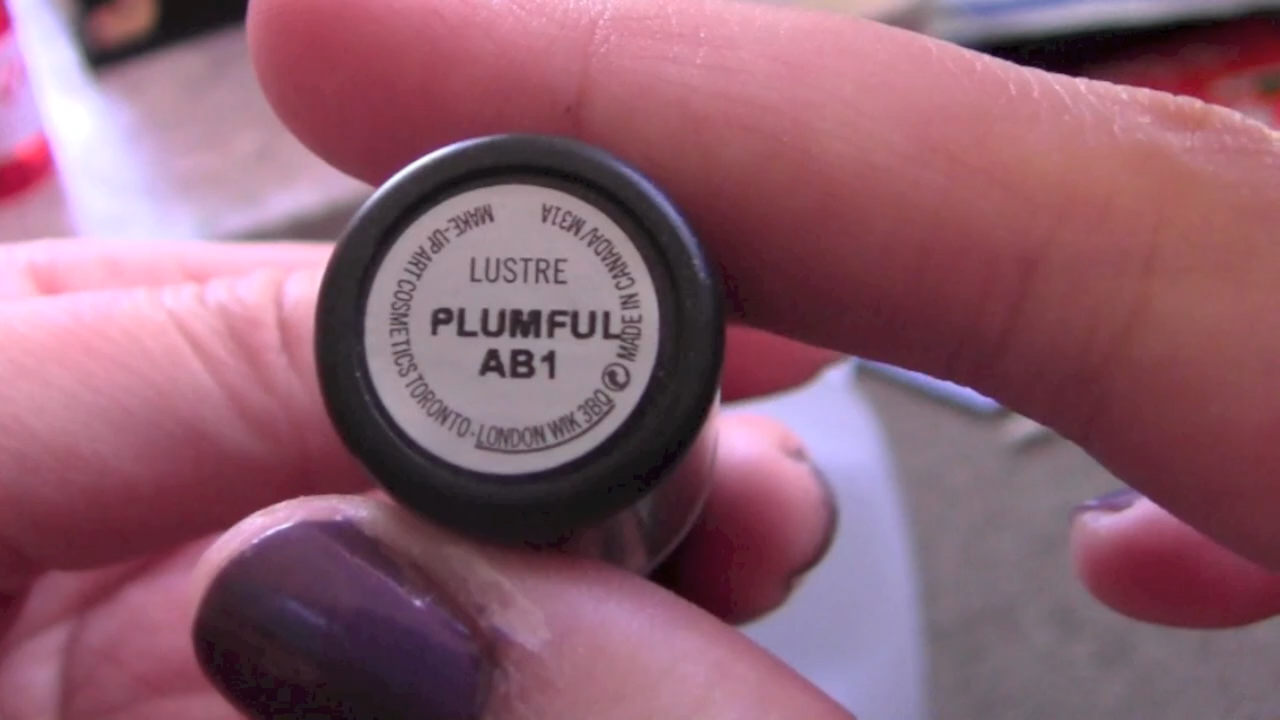 LUSTRE
PLUMFUL
AB1
MAKE-UP ART COSMETICS TORONTO-LONDON W1K 3BQ MADE IN CANADA/ M31A